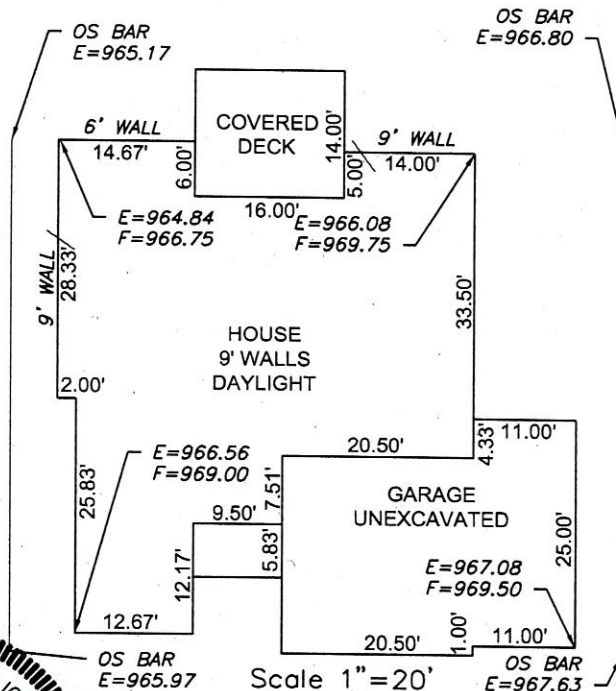 OS BAR
E=965.17
OS BAR
E=966.80
6' WALL
14.67'
COVERED
DECK
14.00'
9' WALL
14.00'
6.00'
5.00'
16.00'
E=964.84
F=966.75
E=966.08
F=969.75
9' WALL
28.33'
33.50'
HOUSE
9' WALLS
DAYLIGHT
2.00'
11.00'
4.33'
20.50'
E=966.56
F=969.00
7.51'
25.83'
9.50'
GARAGE
UNEXCAVATED
5.83'
12.17'
25.00'
E=967.08
F=969.50
12.67'
1.00'
20.50'
11.00'
OS BAR
E=965.97
Scale 1"=20'
OS BAR
E=967.63